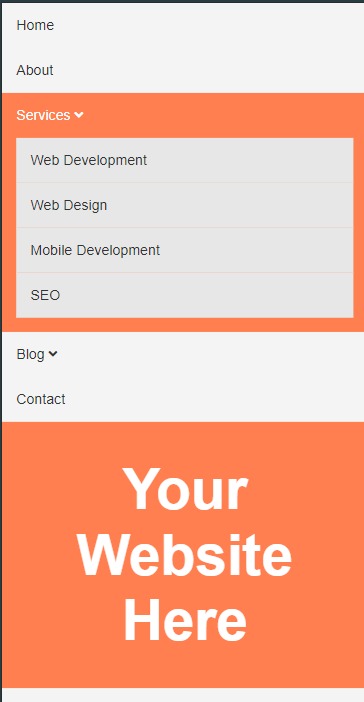 Home
About
Services
Web Development
Web Design
Mobile Development
SEO
Blog
Contact
Your
Website
Here